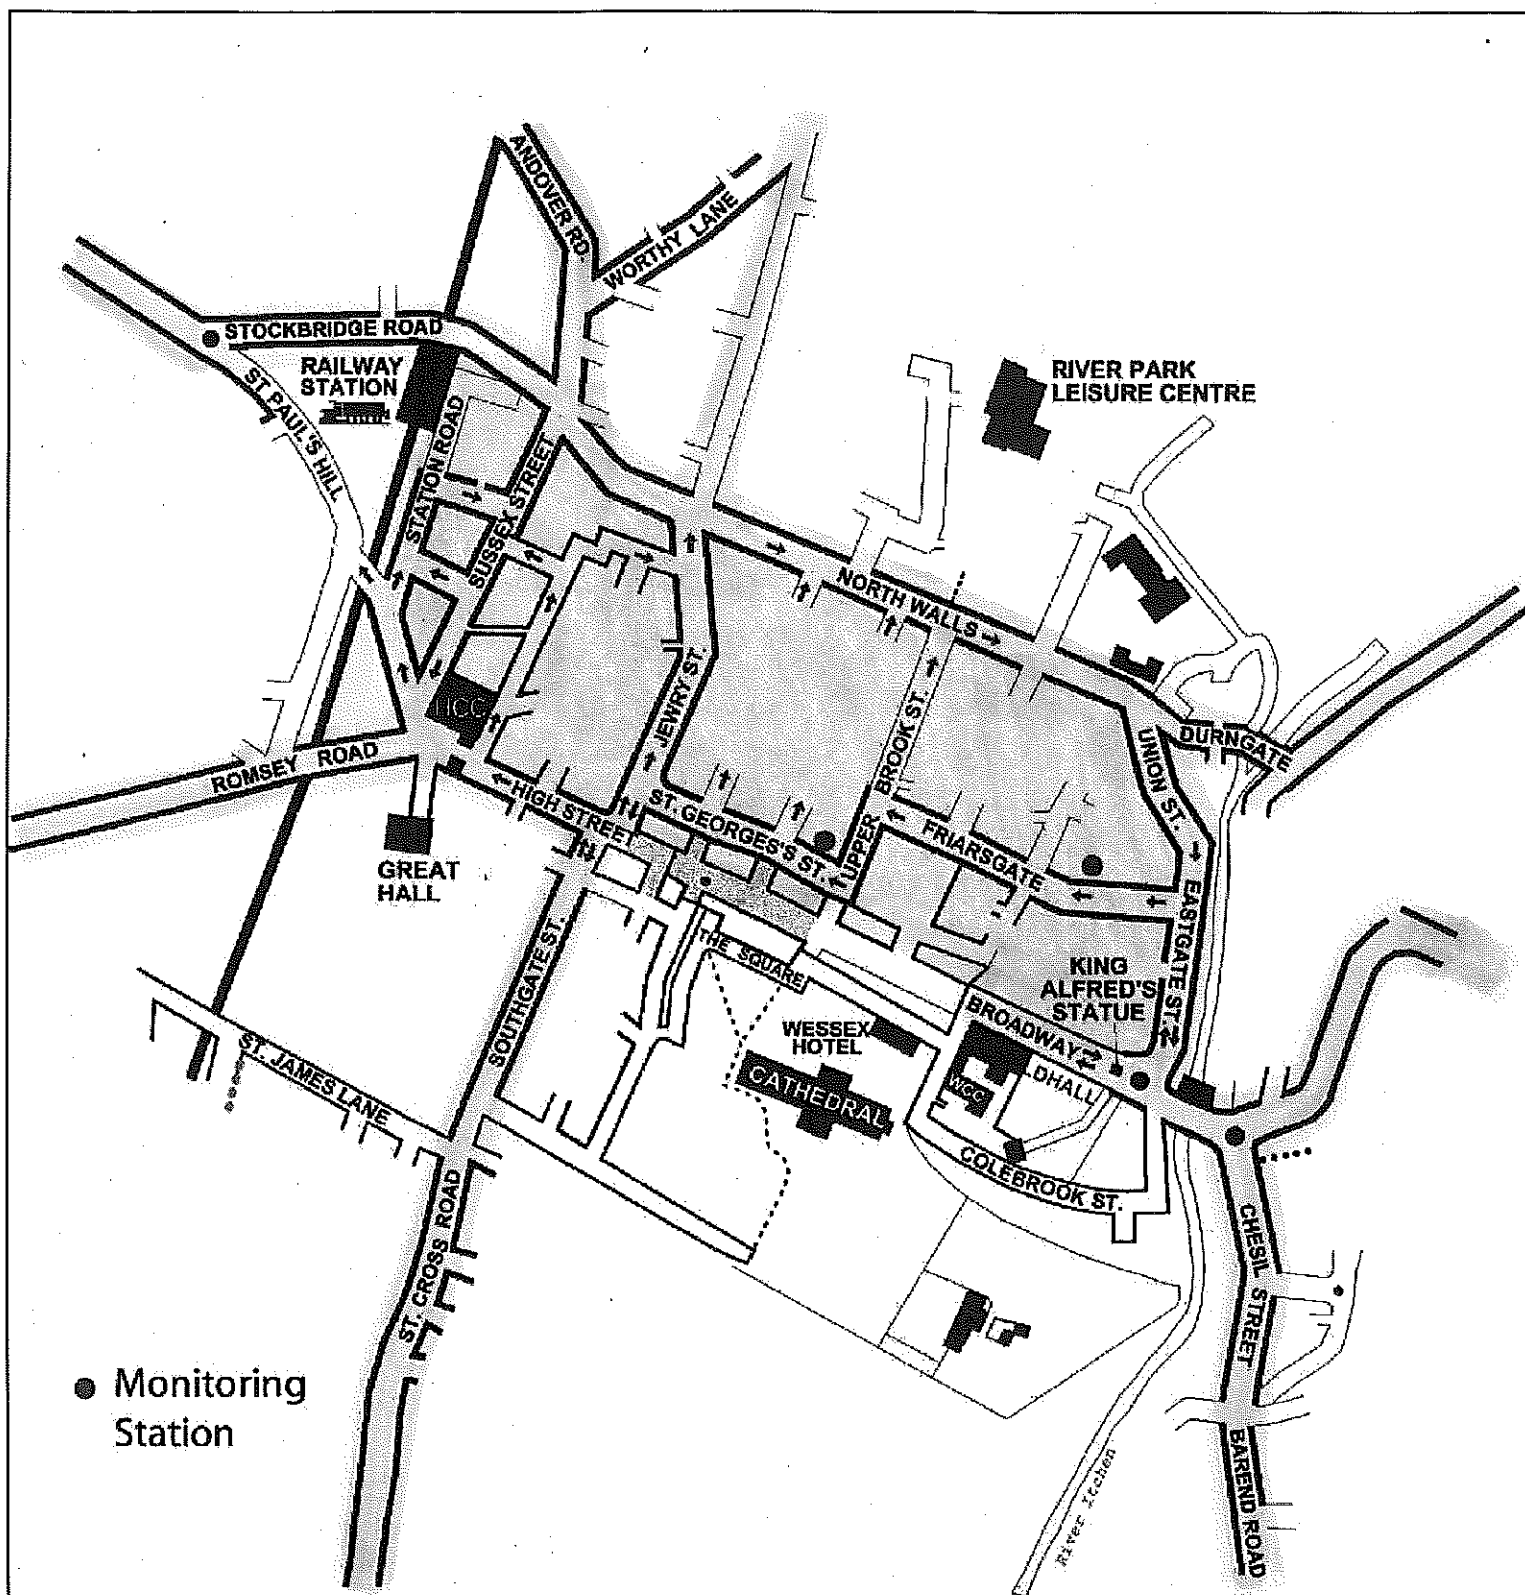 ANDOVER RD.
WORTHY LANE
STOCKBRIDGE ROAD
RAILWAY
STATION
ST. PAUL'S HILL
STATION ROAD
SUSSEX STREET
RIVER PARK
LEISURE CENTRE
NORTH WALLS
HCC
JEWRY ST.
UPPER BROOK ST.
UNION ST.
DURNGATE
ROMSEY ROAD
HIGH STREET
ST. GEORGES'S ST.
FRIARSGATE
GREAT
HALL
EASTGATE ST.
THE SQUARE
KING
ALFRED'S
STATUE
SOUTHGATE ST.
BROADWAY
WESSEX
HOTEL
CATHEDRAL
WCC
LDHALL
ST. JAMES LANE
COLEBROOK ST.
ST. CROSS ROAD
CHESIL STREET
Monitoring
Station
BAREND ROAD
River Itchen